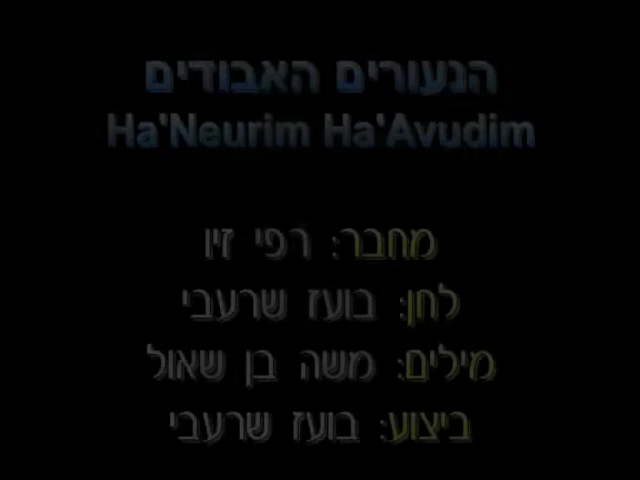 הנעורים האבודים
Ha'Neurim Ha'Avudim
מחבר: רפי זיו
לחן: בועז שרעבי
מילים: משה בן שאול
ביצוע: בועז שרעבי